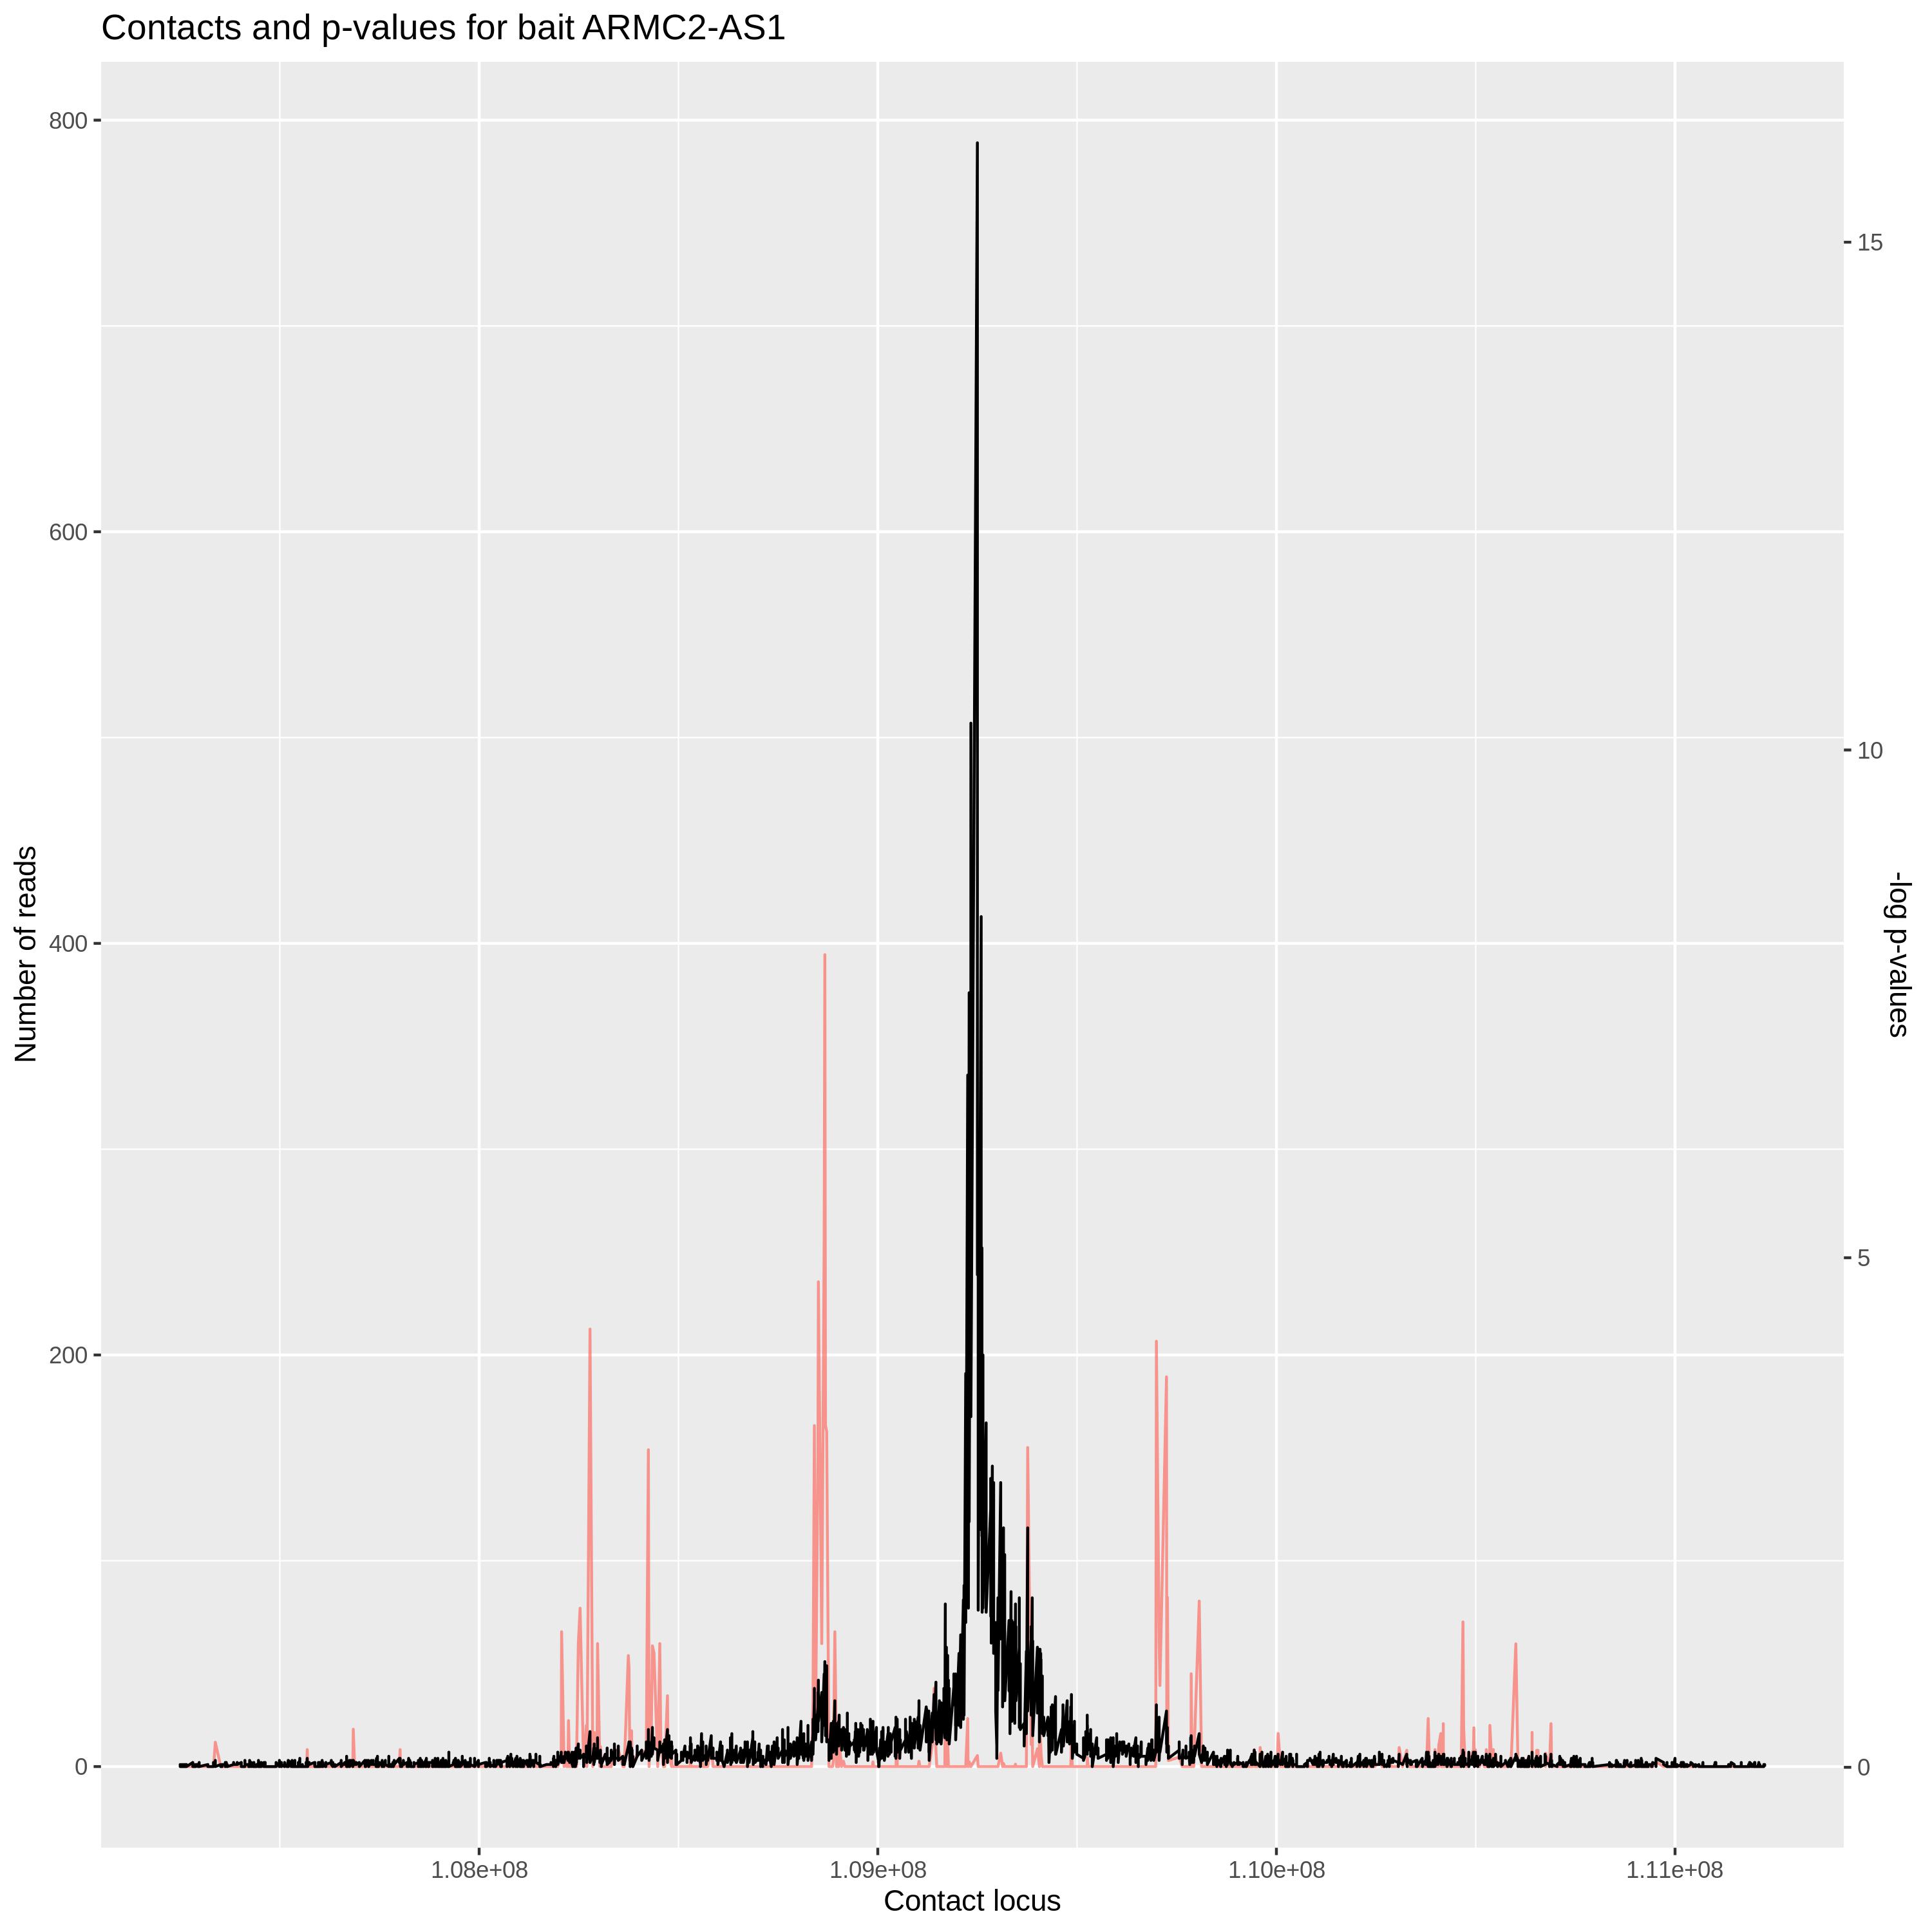 Contacts and p-values for bait ARMC2-AS1
800
600
400
200
0
Number of reads
15
10
5
0
-log p-values
1.08e+08 1.09e+08 1.10e+08 1.11e+08
Contact locus